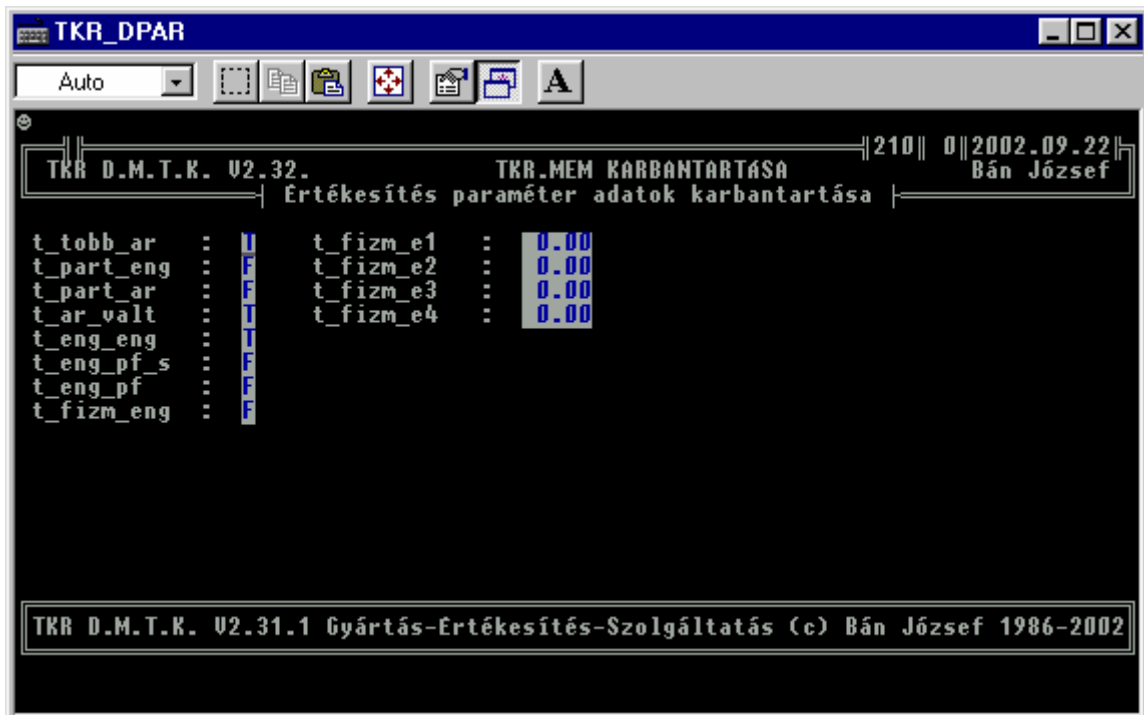 TKR_DPAR
Auto
A
210 0 2002.09.22
TKR D.M.T.K. V2.32. TKR.MEM KARBANTARTÁSA Bán József
Értékesítés paraméter adatok karbantartása
t_tobb_ar : T t_fizm_e1 : 0.00
t_part_eng : F t_fizm_e2 : 0.00
t_part_ar : F t_fizm_e3 : 0.00
t_ar_valt : T t_fizm_e4 : 0.00
t_eng_eng : T
t_eng_pf_s : F
t_eng_pf : F
t_fizm_eng : F
TKR D.M.T.K. V2.31.1 Gyártás-Értékesítés-Szolgáltatás (c) Bán József 1986-2002